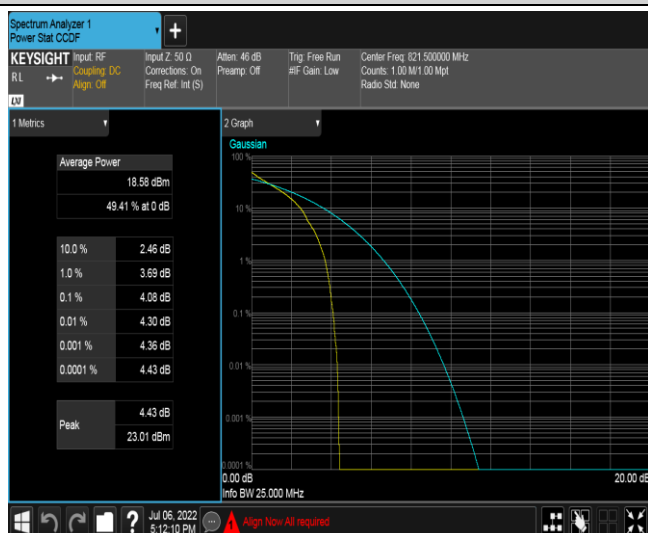 Spectrum Analyzer 1
Power Stat CCDF
+
KEYSIGHT
Input: RF
Coupling: DC
Align: Off
Input Z: 50 Ω
Corrections: On
Freq Ref: Int (S)
Atten: 46 dB
Preamp: Off
Trig: Free Run
#IF Gain: Low
Center Freq: 821.500000 MHz
Counts: 1.00 M/1.00 Mpt
Radio Std: None
R L
LXI
1 Metrics
Average Power
18.58 dBm
49.41 % at 0 dB
10.0 % 2.46 dB
1.0 % 3.69 dB
0.1 % 4.08 dB
0.01 % 4.30 dB
0.001 % 4.36 dB
0.0001 % 4.43 dB
Peak
4.43 dB
23.01 dBm
2 Graph
Gaussian
100 %
10 %
1 %
0.1 %
0.01 %
0.001 %
0.0001 %
0.00 dB
20.00 dB
Info BW 25.000 MHz
?
Jul 06, 2022
5:12:10 PM
Align Now All required